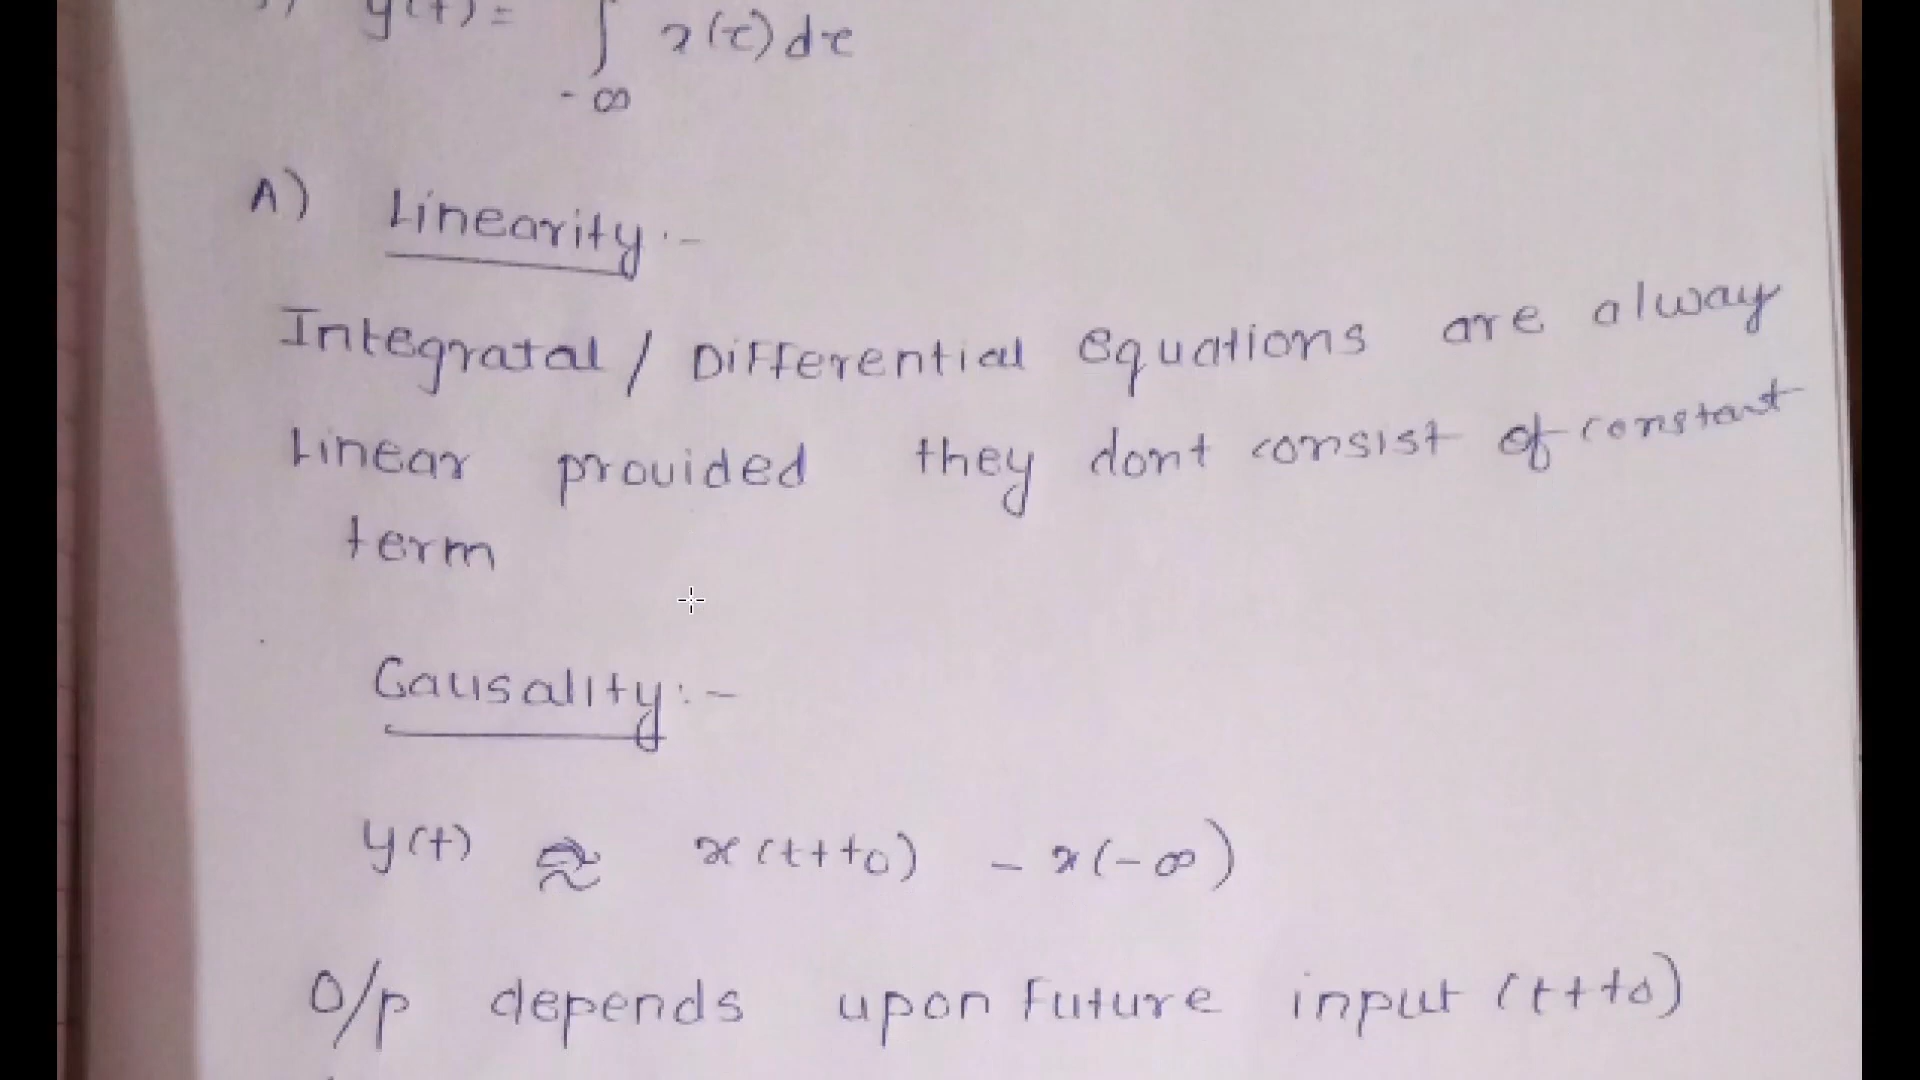 y(t) = ∫ x(τ)dτ
- ∞
A) Linearity :-
Integratal / Differential equations are alway
Linear provided they dont consist of constant
term
Causality :-
y(t) ≈ x(t+t0) - x(-∞)
O/p depends upon Future input (t+t0)